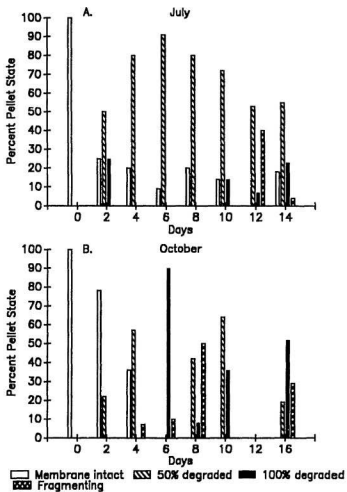 A. July
Percent Pellet State
100
90
80
70
60
50
40
30
20
10
0
0 2 4 6 8 10 12 14
Days
B. October
Percent Pellet State
100
90
80
70
60
50
40
30
20
10
0
0 2 4 6 8 10 12 14
Days
Membrane intact 50% degraded 100% degraded
Fragmenting